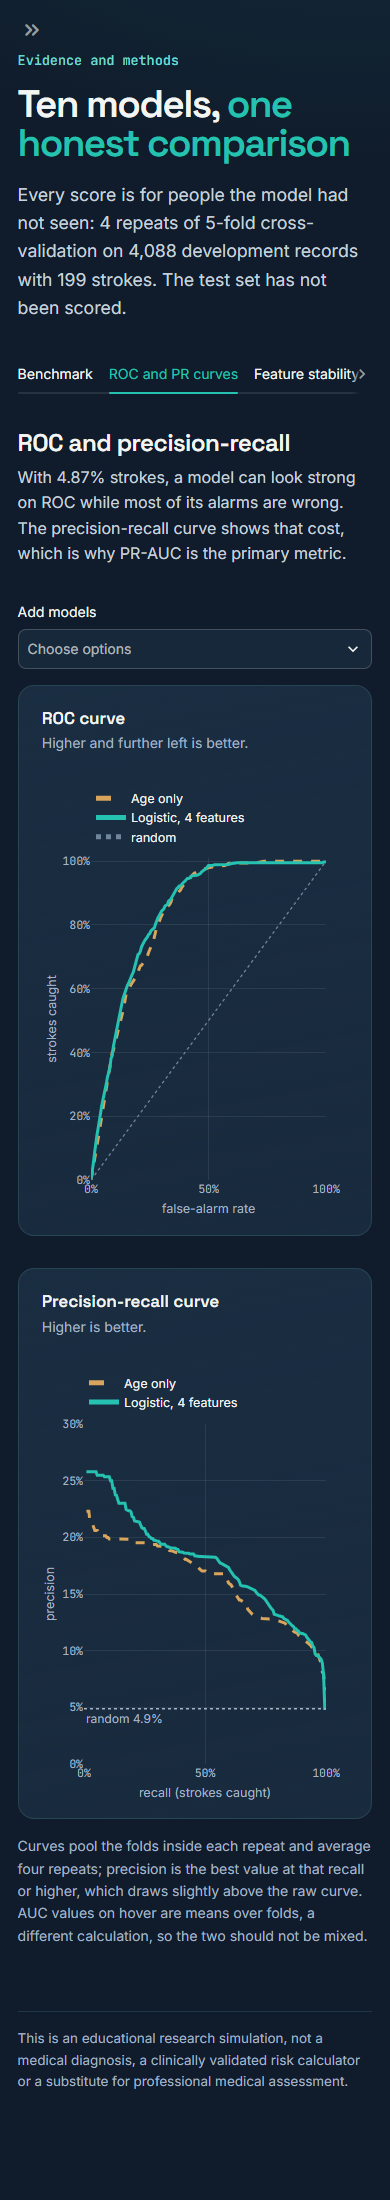 Evidence and methods
Ten models, one
honest comparison
Every score is for people the model had
not seen: 4 repeats of 5-fold cross-
validation on 4,088 development records
with 199 strokes. The test set has not
been scored.
Benchmark ROC and PR curves Feature stability
ROC and precision-recall
With 4.87% strokes, a model can look strong
on ROC while most of its alarms are wrong.
The precision-recall curve shows that cost,
which is why PR-AUC is the primary metric.
Add models
Choose options
ROC curve
Higher and further left is better.
Age only
Logistic, 4 features
random
100%
80%
60%
40%
20%
0%
strokes caught
0% 50% 100%
false-alarm rate
Precision-recall curve
Higher is better.
Age only
Logistic, 4 features
30%
25%
20%
15%
10%
5%
0%
precision
random 4.9%
0% 50% 100%
recall (strokes caught)
Curves pool the folds inside each repeat and average
four repeats; precision is the best value at that recall
or higher, which draws slightly above the raw curve.
AUC values on hover are means over folds, a
different calculation, so the two should not be mixed.
This is an educational research simulation, not a
medical diagnosis, a clinically validated risk calculator
or a substitute for professional medical assessment.